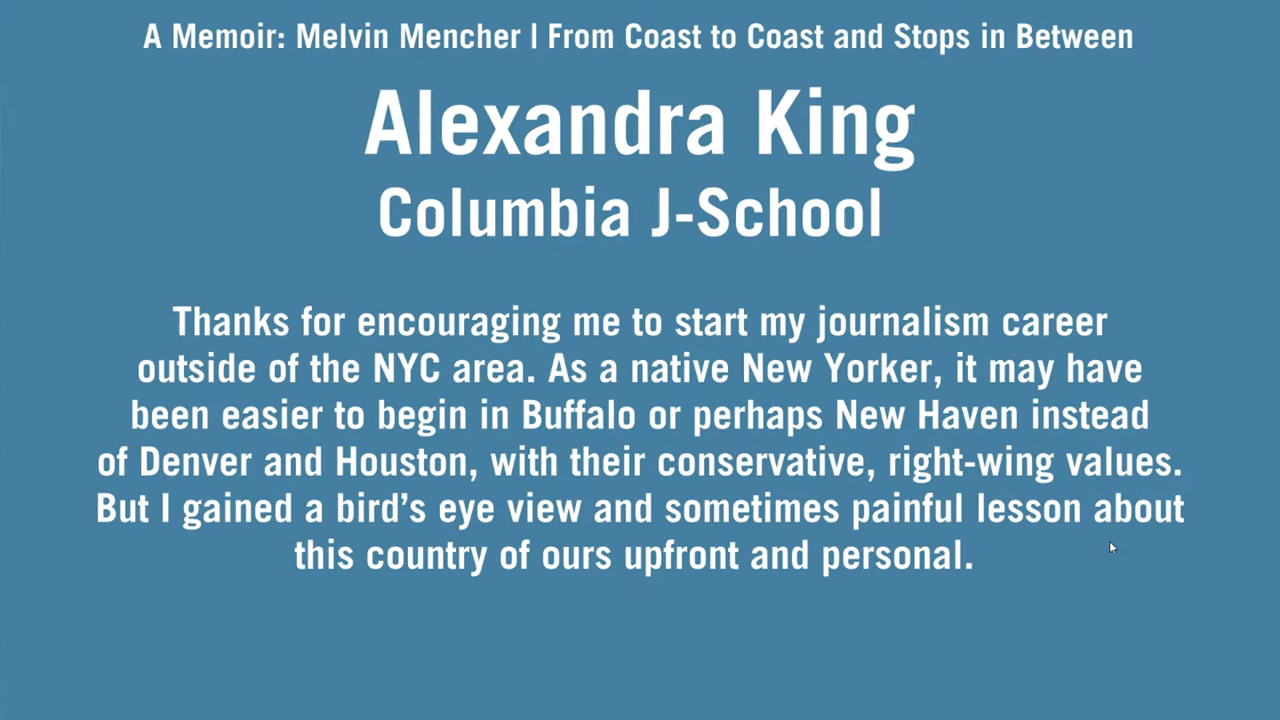 A Memoir: Melvin Mencher | From Coast to Coast and Stops in Between
Alexandra King
Columbia J-School
Thanks for encouraging me to start my journalism career
outside of the NYC area. As a native New Yorker, it may have
been easier to begin in Buffalo or perhaps New Haven instead
of Denver and Houston, with their conservative, right-wing values.
But I gained a bird’s eye view and sometimes painful lesson about
this country of ours upfront and personal.